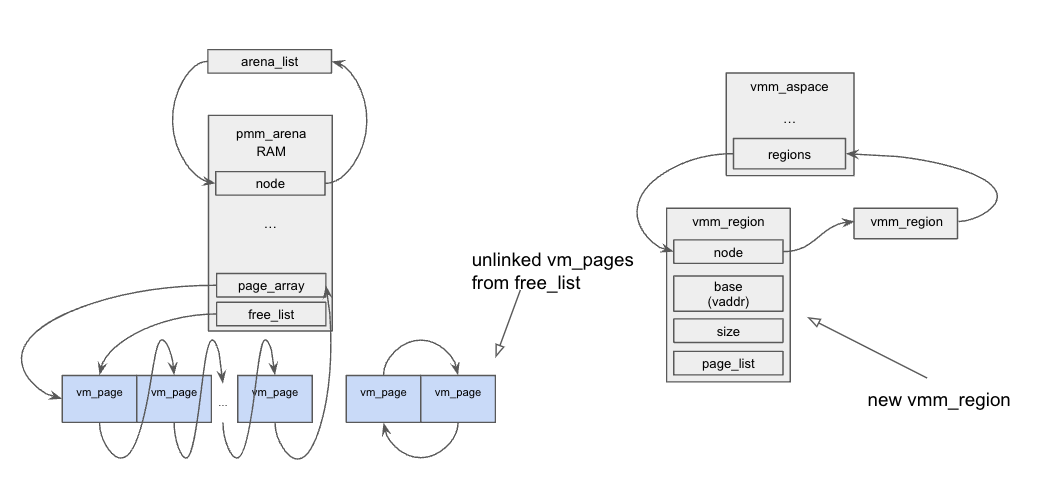 arena_list
pmm_arena
RAM
node
...
page_array
free_list
vm_page
vm_page
...
vm_page
unlinked vm_pages
from free_list
vm_page
vm_page
vmm_aspace
...
regions
vmm_region
node
base
(vaddr)
size
page_list
vmm_region
new vmm_region